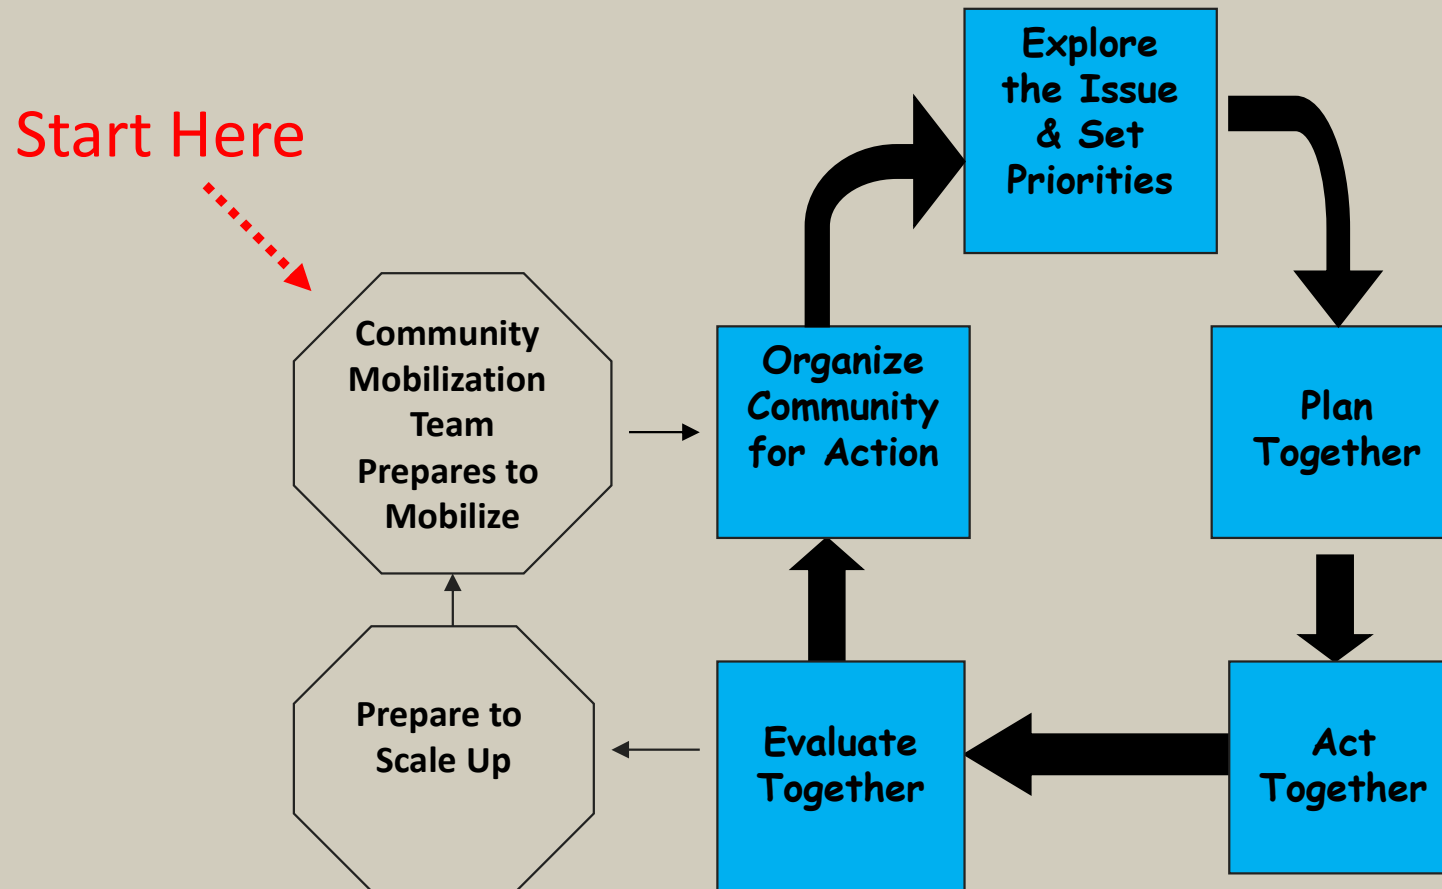 Start Here
Community
Mobilization
Team
Prepares to
Mobilize
Organize
Community
for Action
Explore
the Issue
& Set
Priorities
Plan
Together
Act
Together
Evaluate
Together
Prepare to
Scale Up